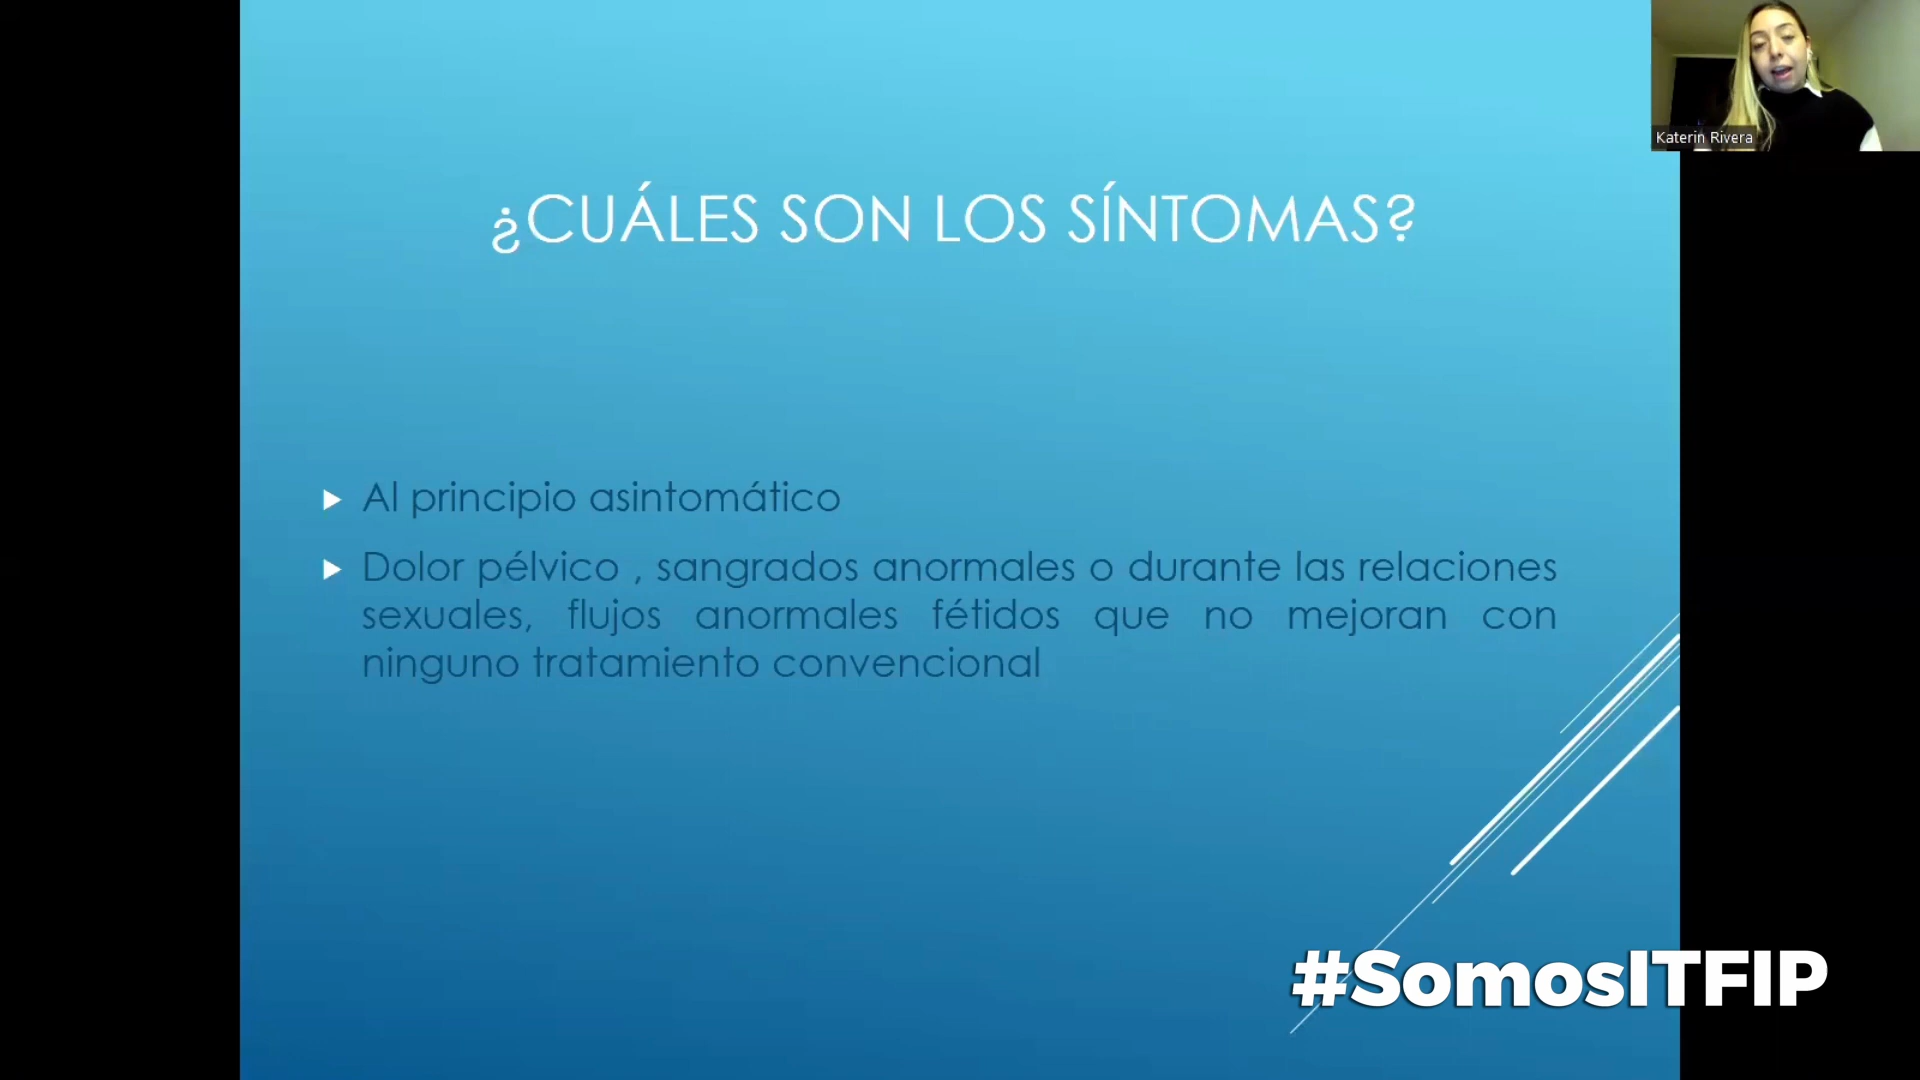 Katerin Rivera
¿CUÁLES SON LOS SÍNTOMAS?
Al principio asintomático
Dolor pélvico , sangrados anormales o durante las relaciones
sexuales, flujos anormales fétidos que no mejoran con
ninguno tratamiento convencional
#SomosITFIP